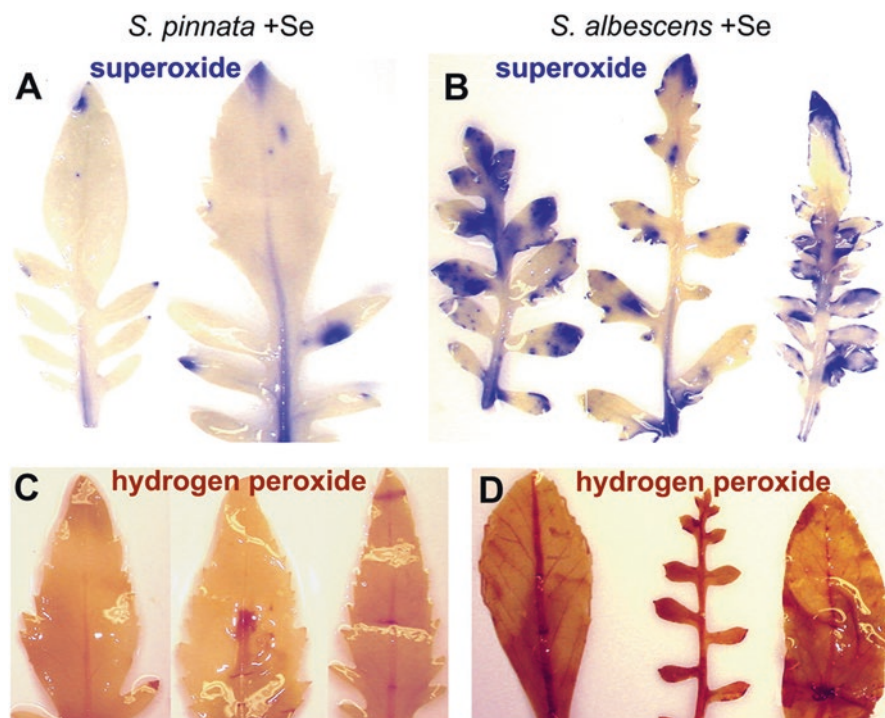 S. pinnata +Se
S. albescens +Se
A
superoxide
B
superoxide
C
hydrogen peroxide
D
hydrogen peroxide